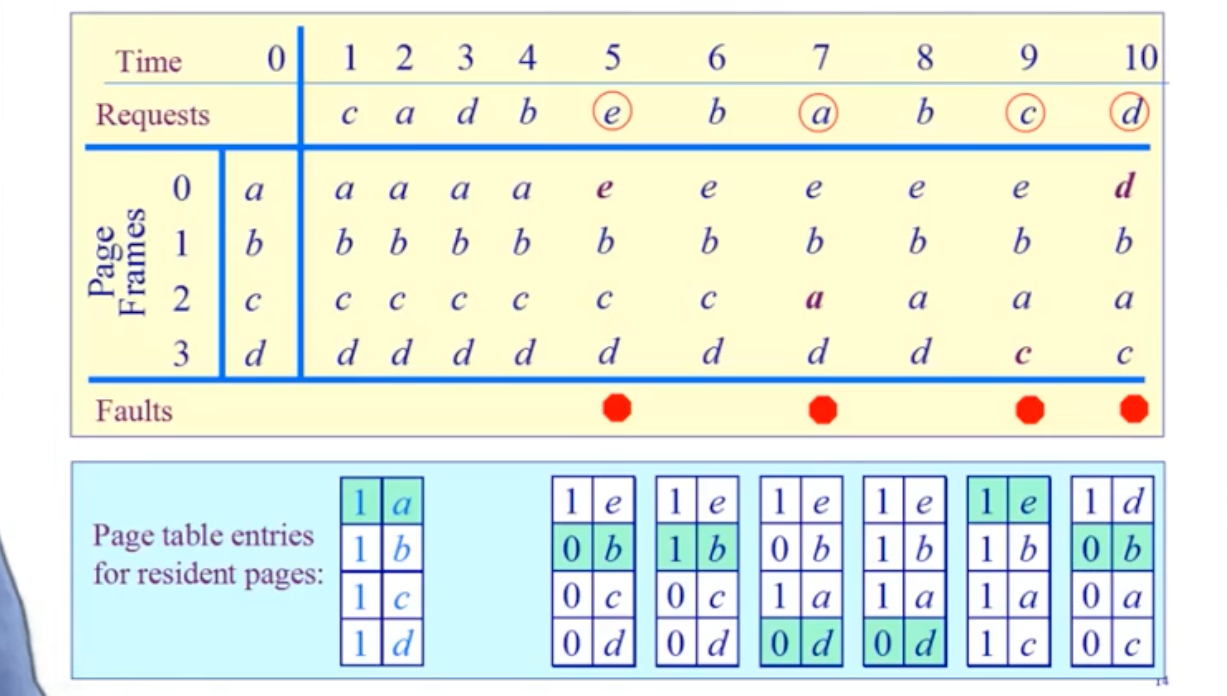 Time 0 1 2 3 4 5 6 7 8 9 10
Requests c a d b e b a b c d
Page Frames
0 a a a a a e e e e e d
1 b b b b b b b b b b b
2 c c c c c c c a a a a
3 d d d d d d d d d c c
Faults
Page table entries
for resident pages:
1 a 1 e 1 e 1 e 1 e 1 e 1 d
1 b 0 b 1 b 0 b 1 b 1 b 0 b
1 c 0 c 0 c 1 a 1 a 1 a 0 a
1 d 0 d 0 d 0 d 0 d 1 c 0 c
14